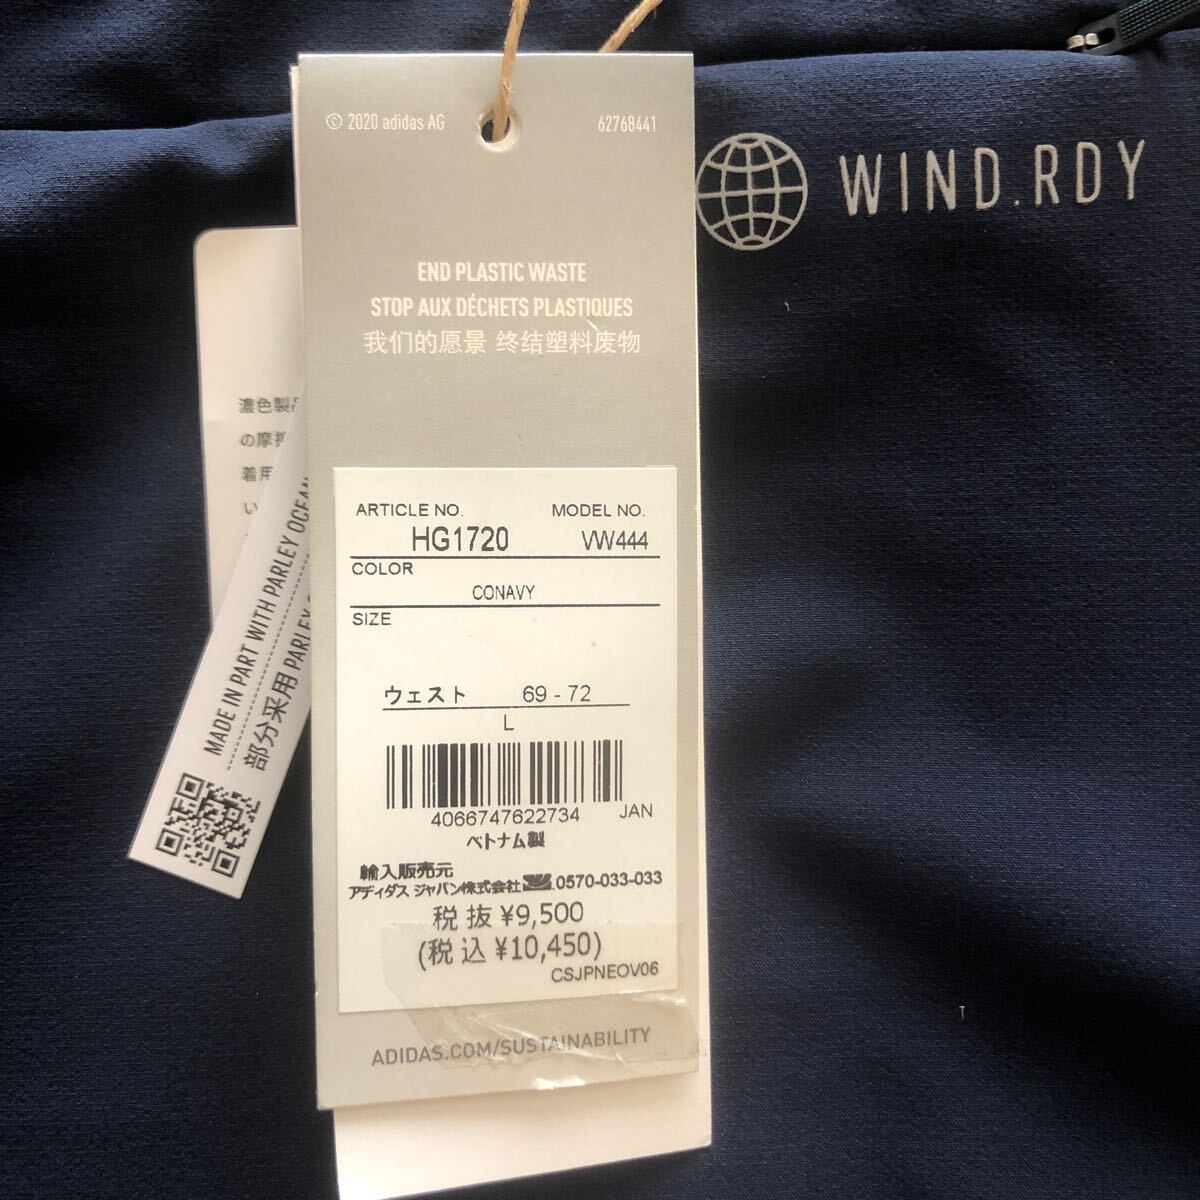 © 2020 adidas AG
62768441
WIND.RDY
END PLASTIC WASTE
STOP AUX DÉCHETS PLASTIQUES
我们的愿景 终结塑料废物
濃色製品
の摩擦
着用
い
MADE IN PART WITH PARLEY OCEAN
部分采用 PARLEY
ARTICLE NO.
MODEL NO.
HG1720
VW444
COLOR
CONAVY
SIZE
ウェスト 69 - 72
L
4066747622734 JAN
ベトナム製
輸入販売元
アディダス ジャパン株式会社 0570-033-033
税 抜 ¥9,500
(税 込 ¥10,450)
CSJPNEOV06
ADIDAS.COM/SUSTAINABILITY